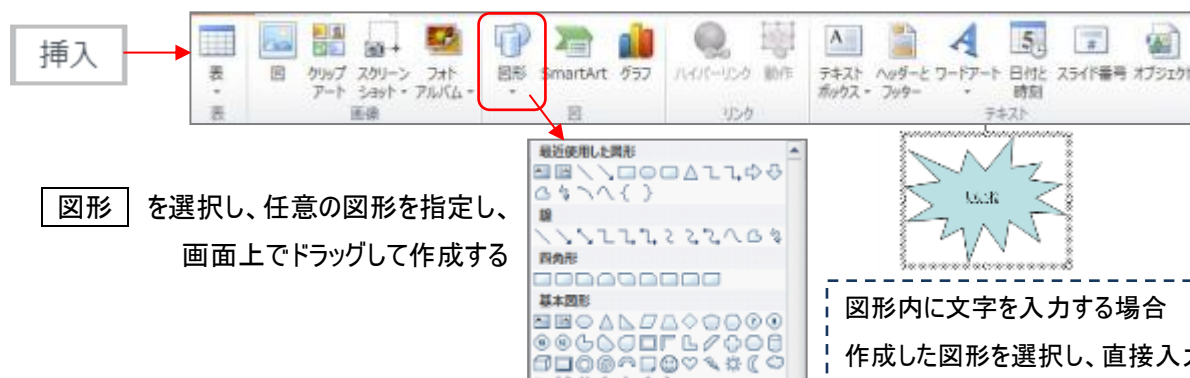 挿入
表 図 クリップアート スクリーンショット フォトアルバム 図形 SmartArt グラフ ハイパーリンク 動作 テキストボックス ヘッダーとフッター ワードアート 日付と時刻 スライド番号 オブジェクト
表 画像 図 リンク テキスト
最近使用した図形
線
四角形
基本図形
図形 を選択し、任意の図形を指定し、
画面上でドラッグして作成する
図形内に文字を入力する場合
作成した図形を選択し、直接入